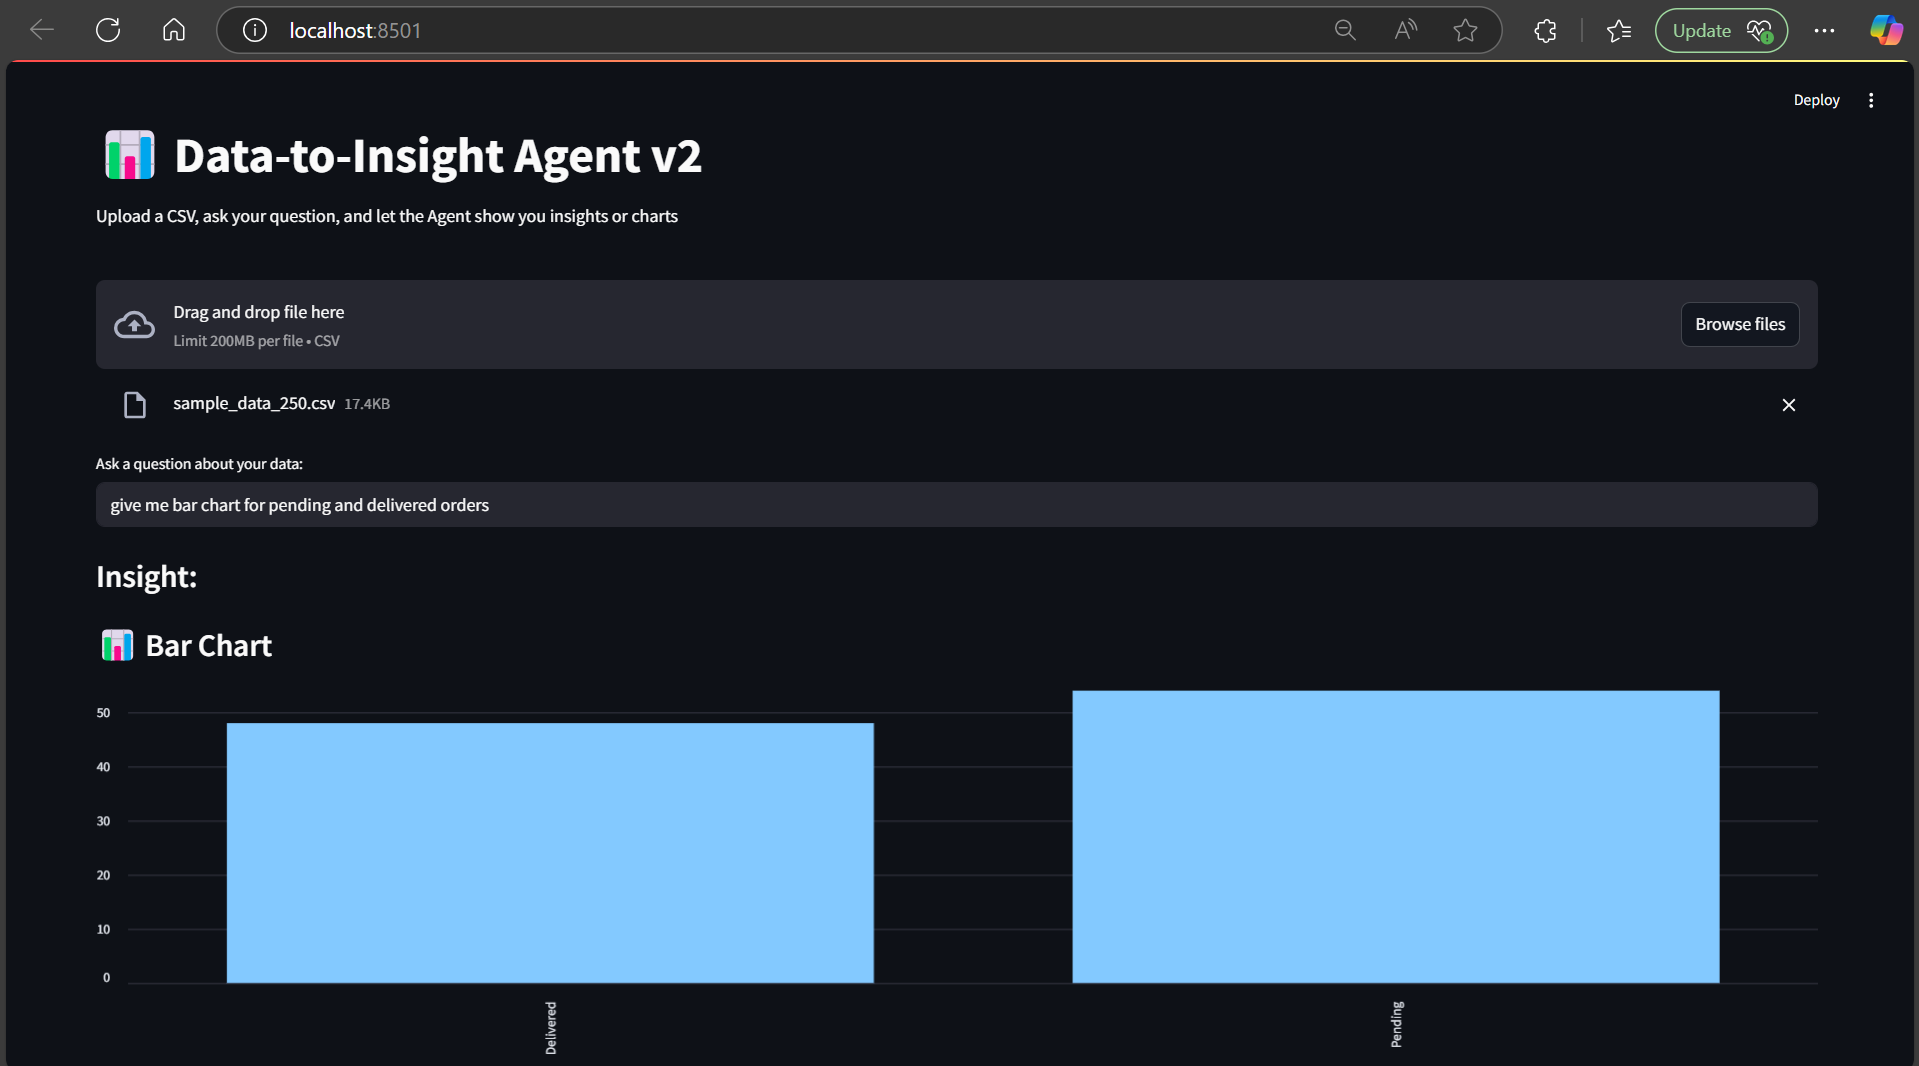 localhost:8501
Update
Deploy
Data-to-Insight Agent v2
Upload a CSV, ask your question, and let the Agent show you insights or charts
Drag and drop file here
Limit 200MB per file • CSV
Browse files
sample_data_250.csv 17.4KB
Ask a question about your data:
give me bar chart for pending and delivered orders
Insight:
Bar Chart
50
40
30
20
10
0
Delivered
Pending